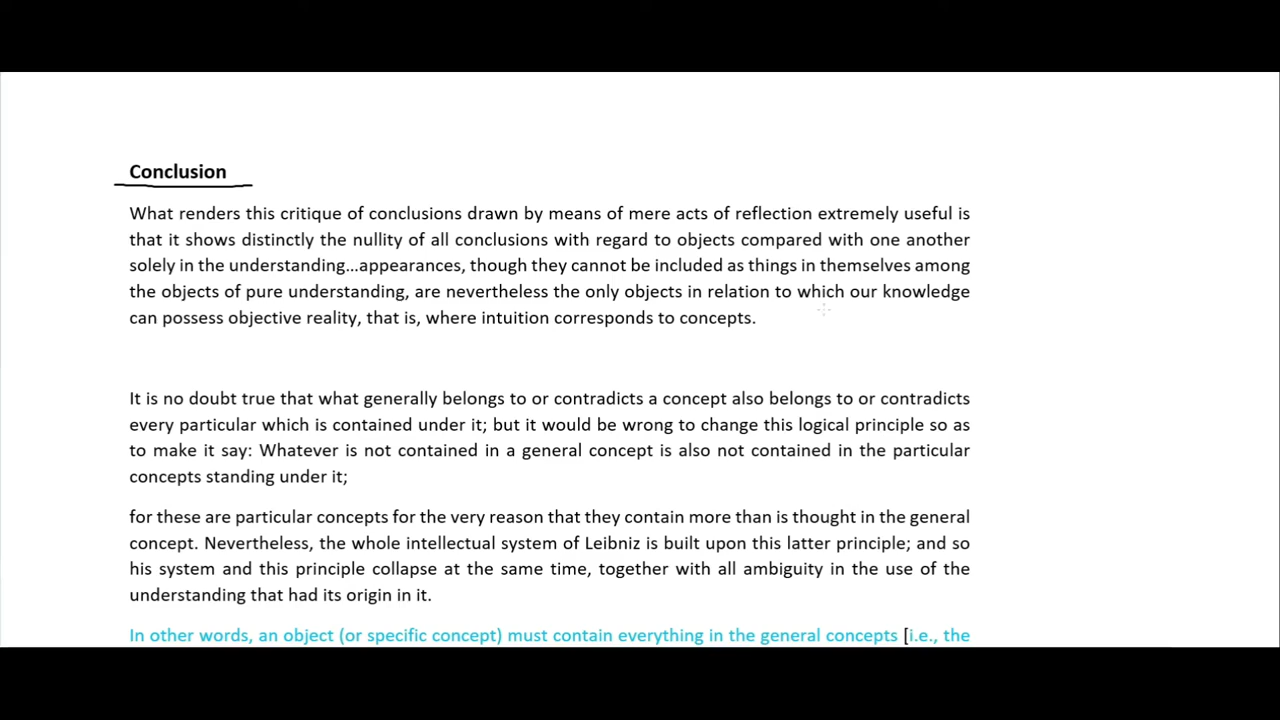 Conclusion
What renders this critique of conclusions drawn by means of mere acts of reflection extremely useful is
that it shows distinctly the nullity of all conclusions with regard to objects compared with one another
solely in the understanding...appearances, though they cannot be included as things in themselves among
the objects of pure understanding, are nevertheless the only objects in relation to which our knowledge
can possess objective reality, that is, where intuition corresponds to concepts.
It is no doubt true that what generally belongs to or contradicts a concept also belongs to or contradicts
every particular which is contained under it; but it would be wrong to change this logical principle so as
to make it say: Whatever is not contained in a general concept is also not contained in the particular
concepts standing under it;
for these are particular concepts for the very reason that they contain more than is thought in the general
concept. Nevertheless, the whole intellectual system of Leibniz is built upon this latter principle; and so
his system and this principle collapse at the same time, together with all ambiguity in the use of the
understanding that had its origin in it.
In other words, an object (or specific concept) must contain everything in the general concepts [i.e., the